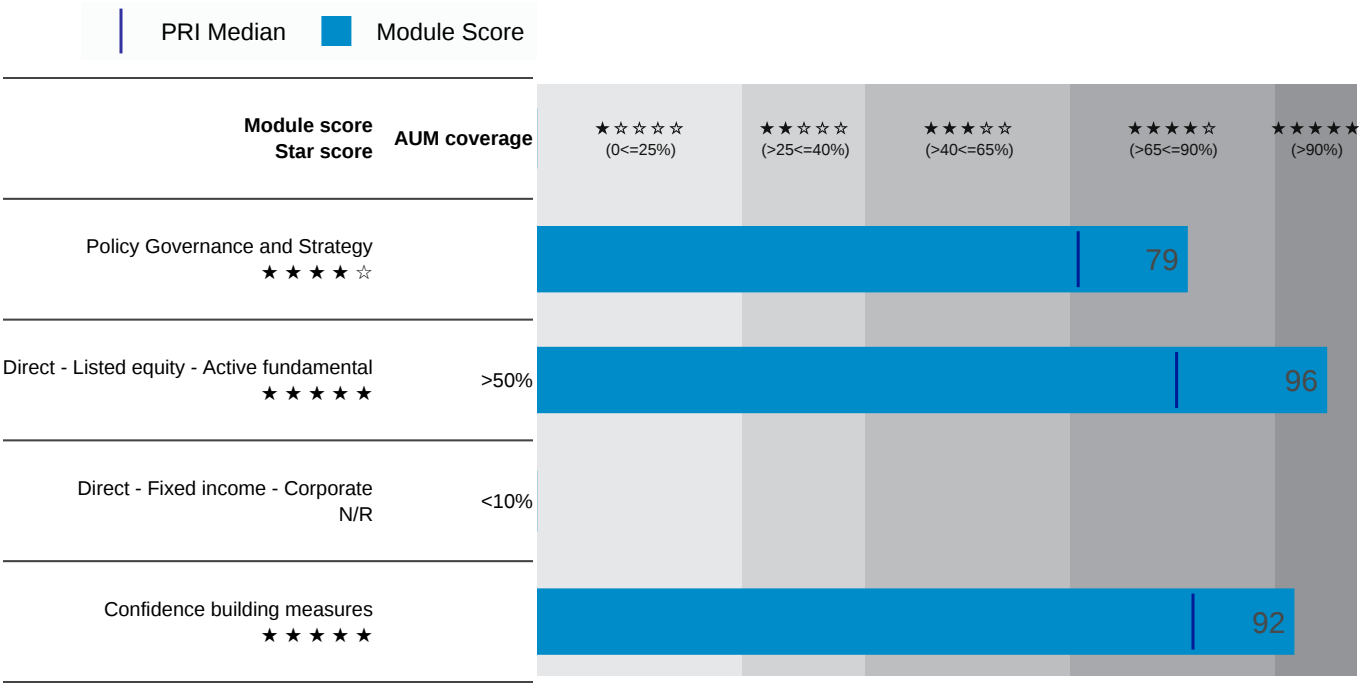 PRI Median Module Score
Module score
Star score
AUM coverage
★☆☆☆☆ ★★☆☆☆ ★★★☆☆ ★★★★☆ ★★★★★
(0<=25%) (>25<=40%) (>40<=65%) (>65<=90%) (>90%)
Policy Governance and Strategy
★★★★☆
79
Direct - Listed equity - Active fundamental
★★★★★
>50%
96
Direct - Fixed income - Corporate
N/R
<10%
Confidence building measures
★★★★★
92